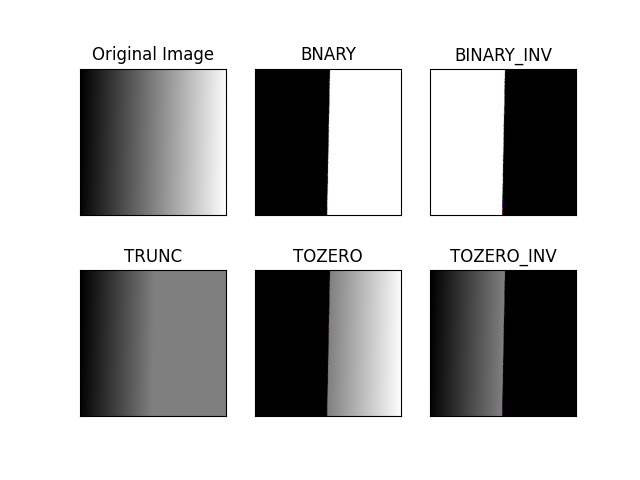 Original Image
BNARY
BINARY_INV
TRUNC
TOZERO
TOZERO_INV